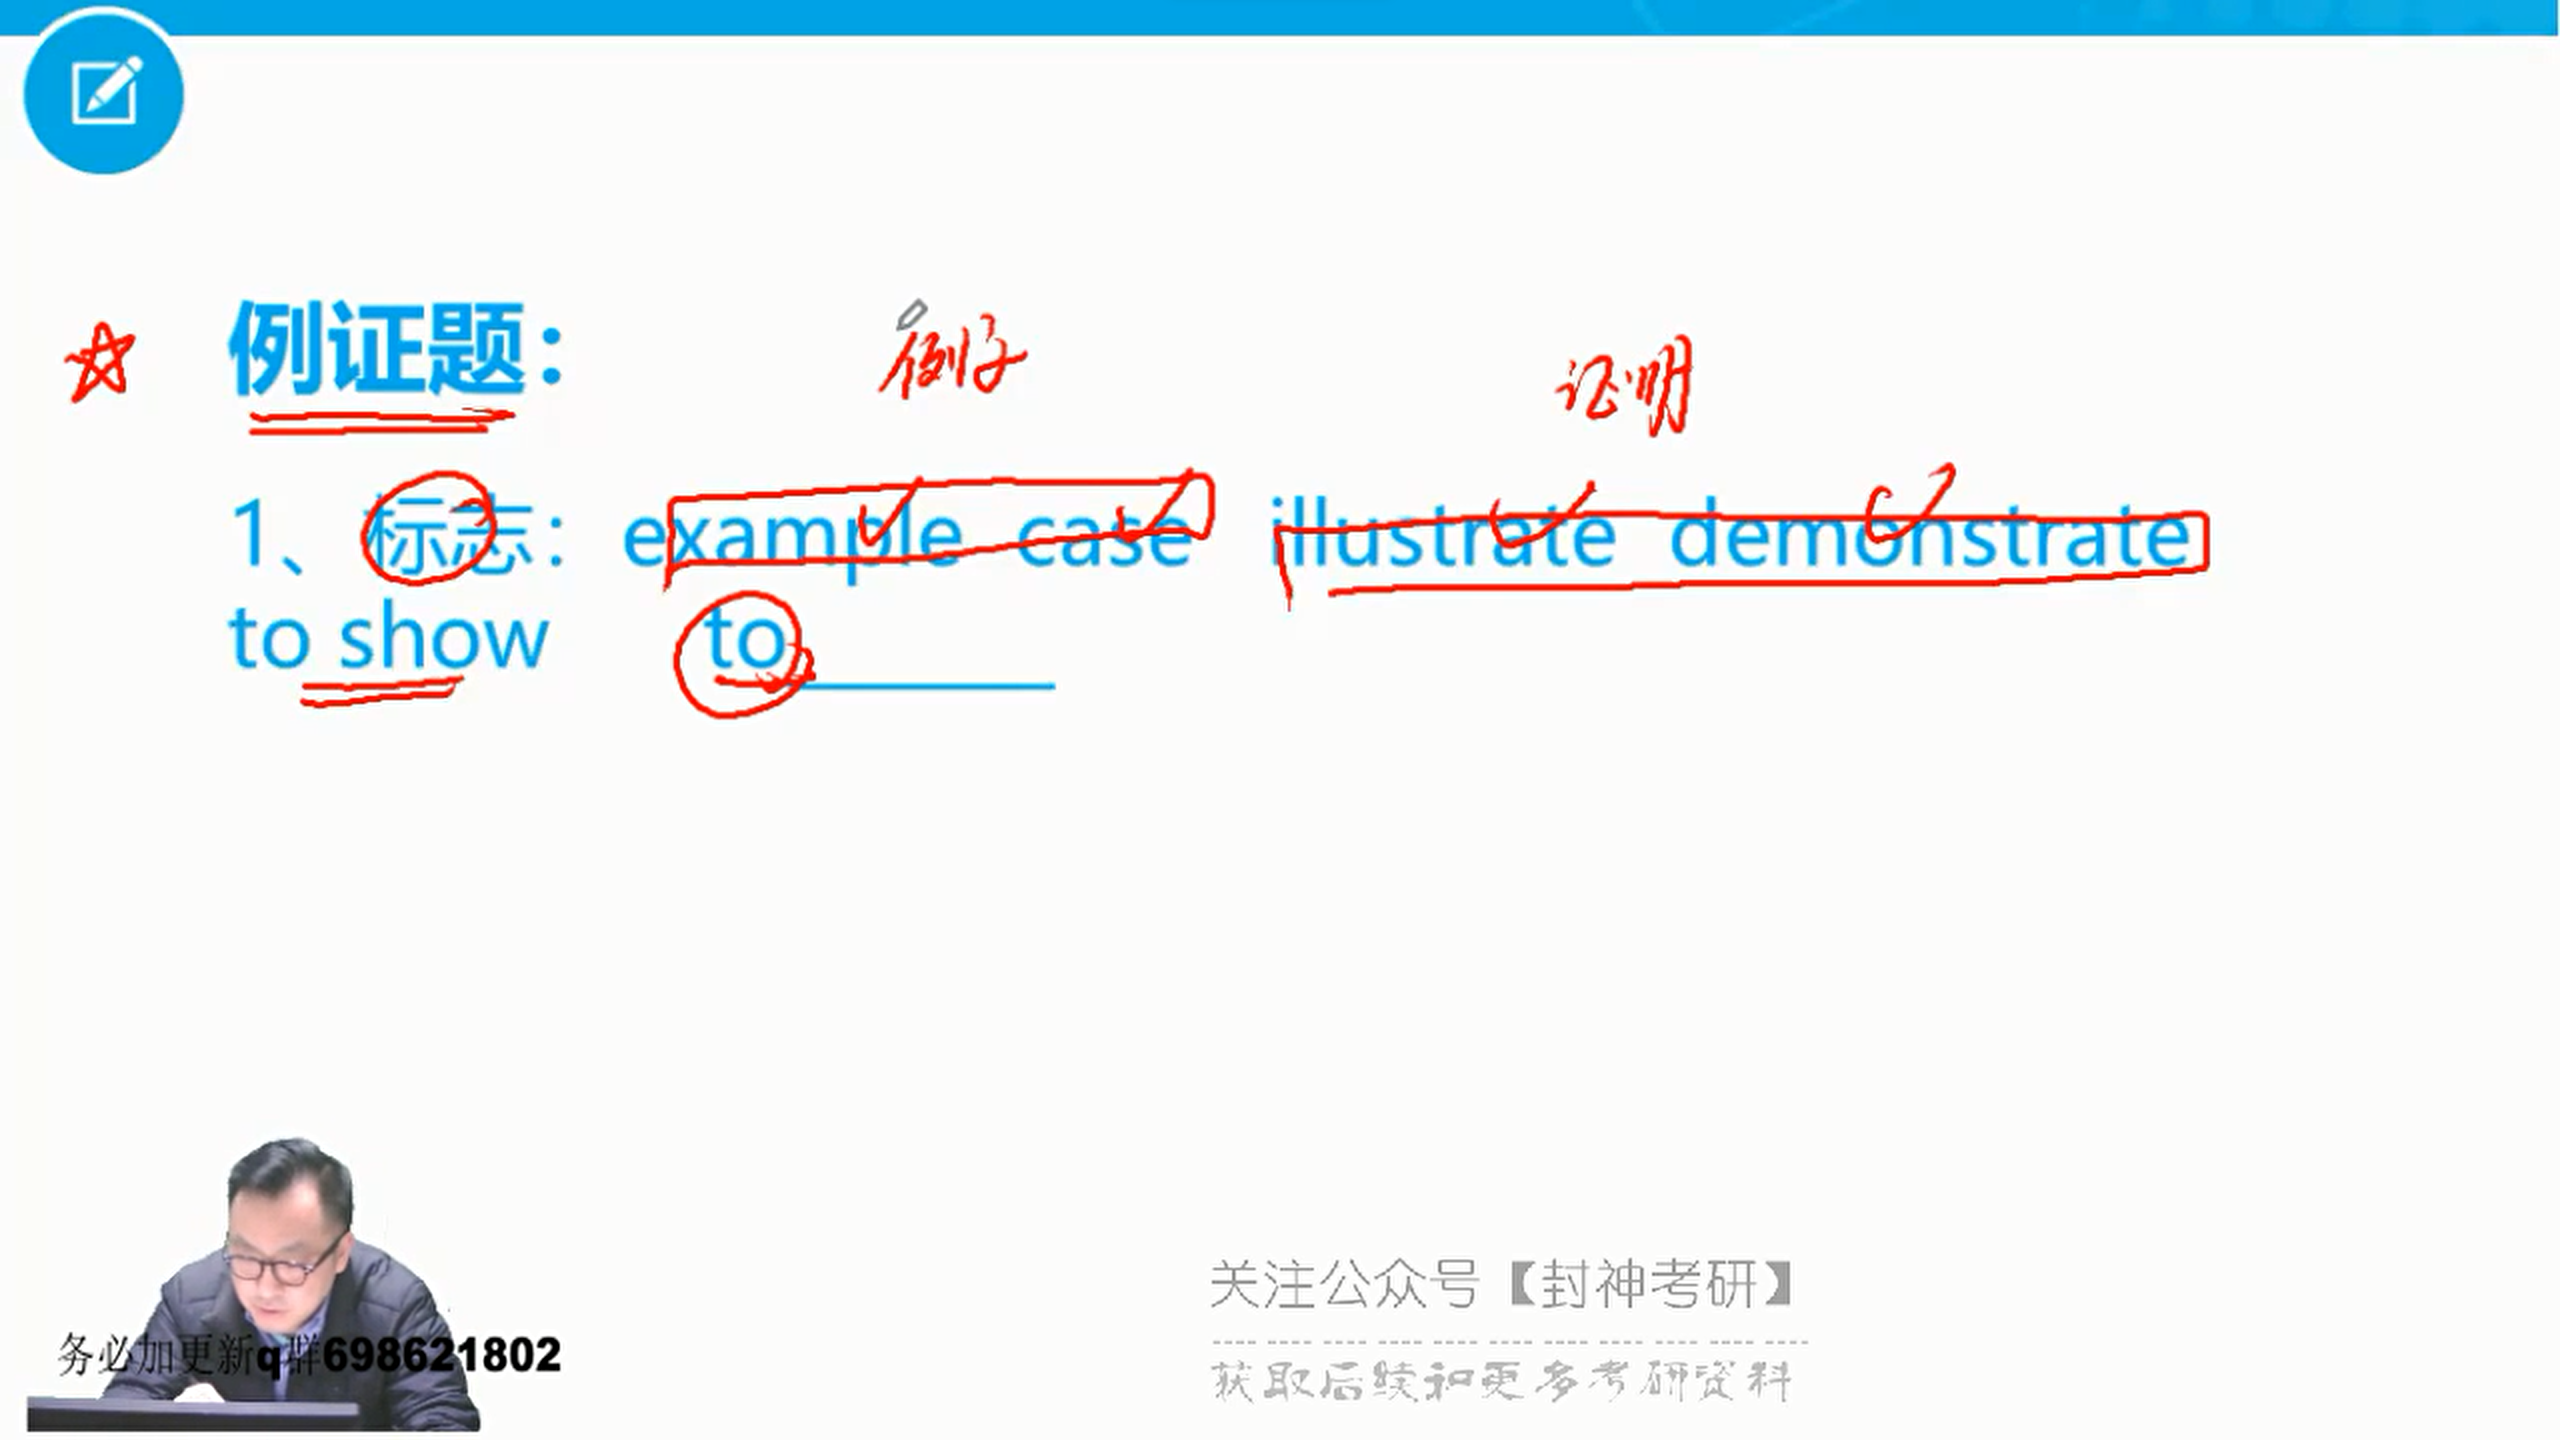 例证题：
例子
证明
1、标志：example case illustrate demonstrate
to show to______
关注公众号【封神考研】
获取后续和更多考研资料
务必加更新q群698621802